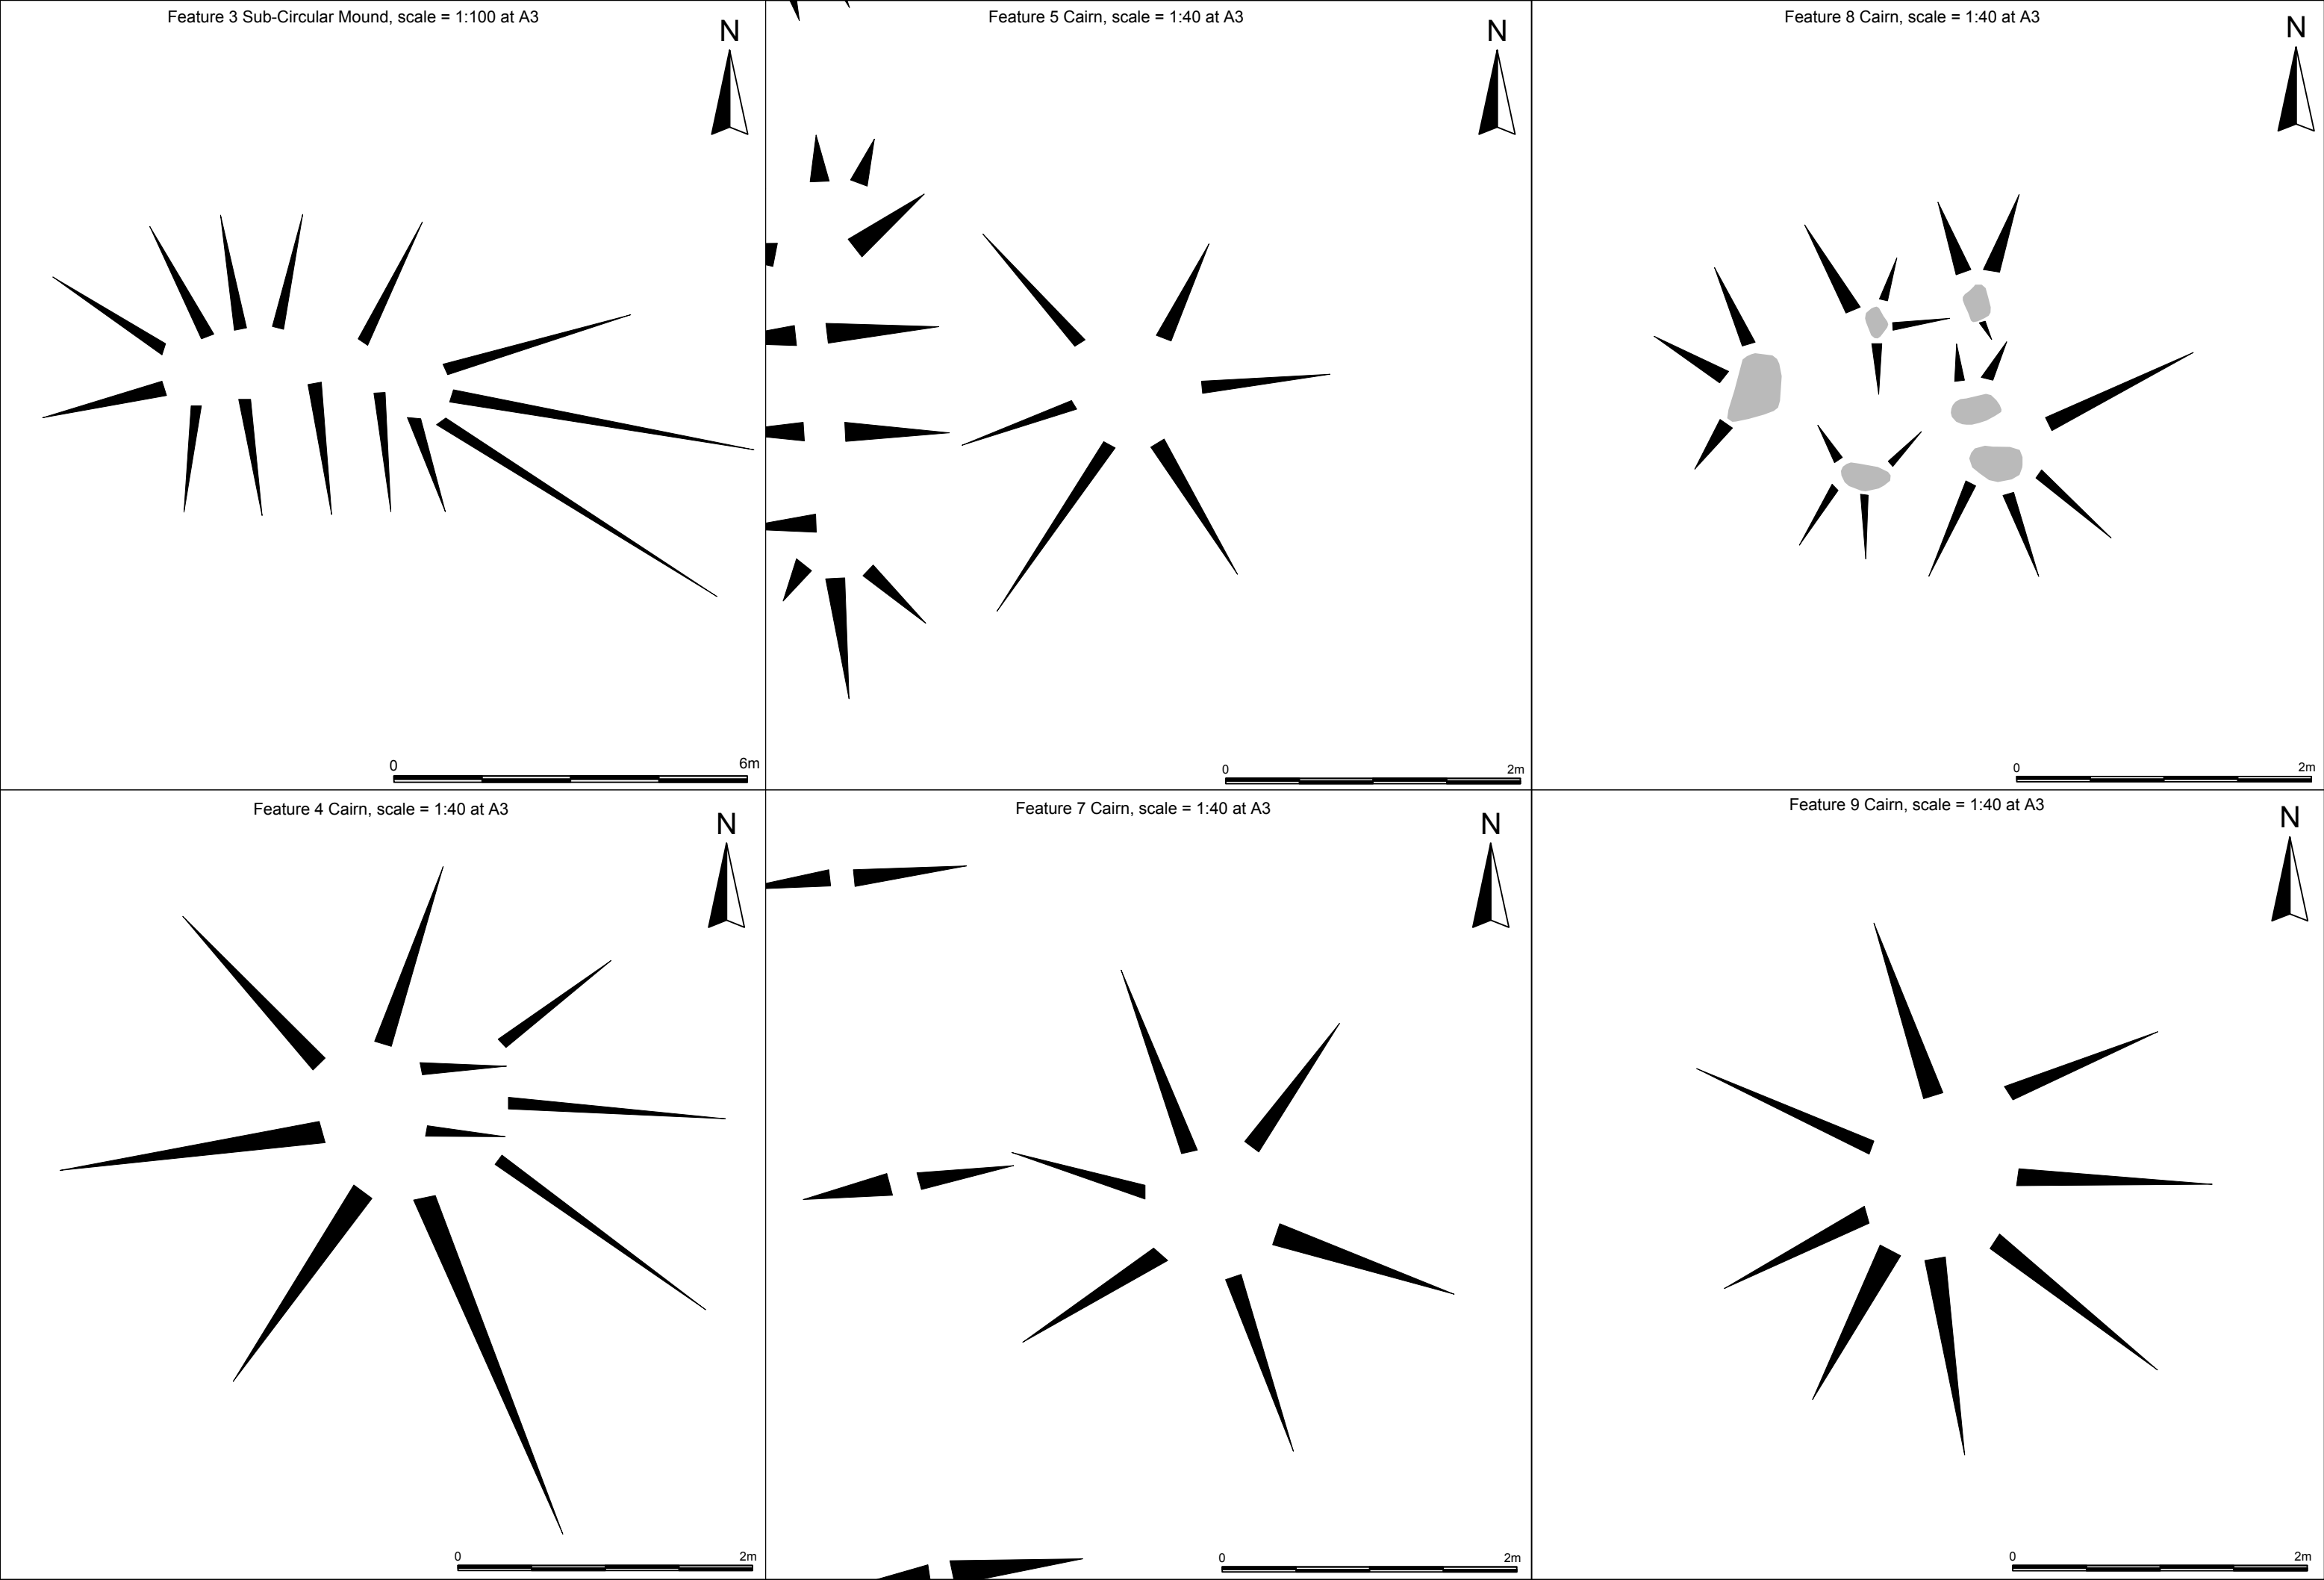 Feature 3 Sub-Circular Mound, scale = 1:100 at A3
N
0 6m
Feature 5 Cairn, scale = 1:40 at A3
N
0 2m
Feature 8 Cairn, scale = 1:40 at A3
N
0 2m
Feature 4 Cairn, scale = 1:40 at A3
N
0 2m
Feature 7 Cairn, scale = 1:40 at A3
N
0 2m
Feature 9 Cairn, scale = 1:40 at A3
N
0 2m